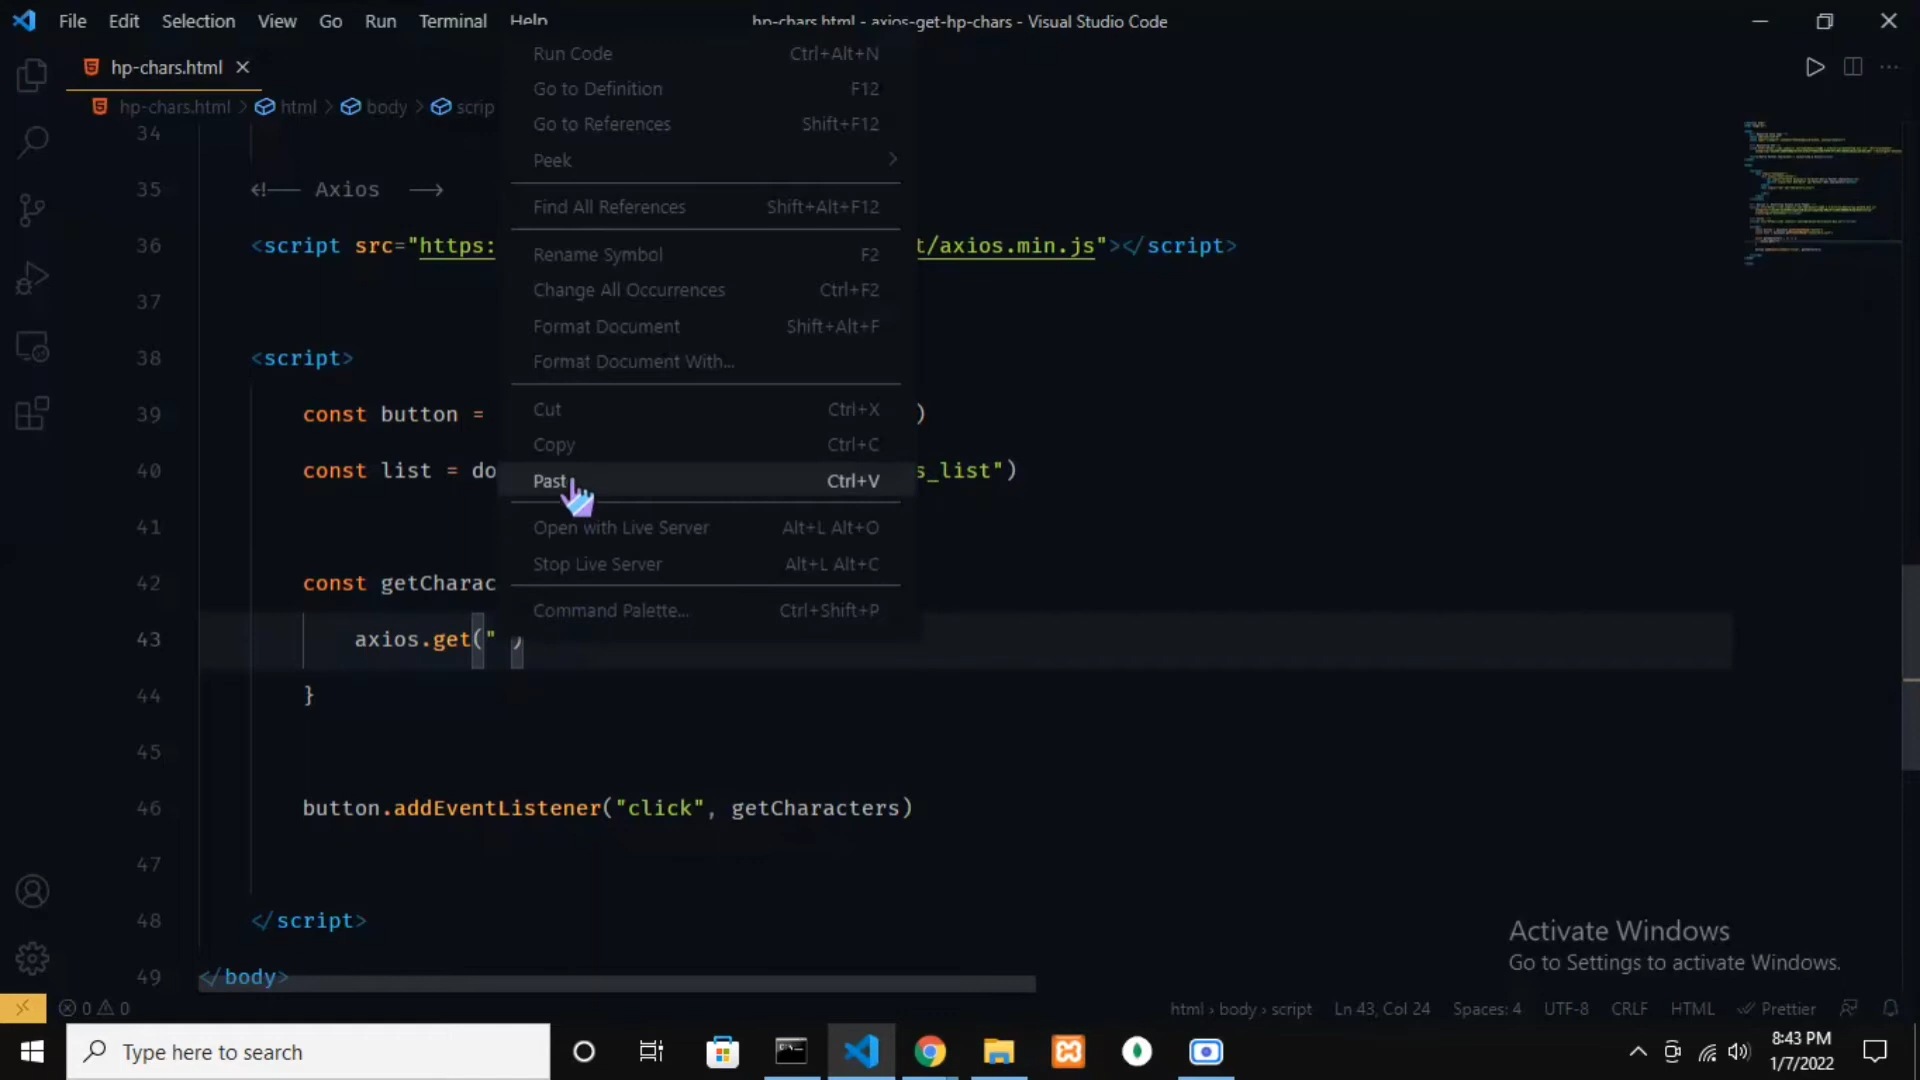 File Edit Selection View Go Run Terminal Help
hp-chars.html - axios-get-hp-chars - Visual Studio Code
hp-chars.html
hp-chars.html > html > body > scrip
34
35 <!-- Axios -->
36 <script src="https: t/axios.min.js"></script>
37
38 <script>
39 const button = )
40 const list = do s_list")
41
42 const getCharac
43 axios.get(" )
44 }
45
46 button.addEventListener("click", getCharacters)
47
48 </script>
49 </body>
Run Code Ctrl+Alt+N
Go to Definition F12
Go to References Shift+F12
Peek >
Find All References Shift+Alt+F12
Rename Symbol F2
Change All Occurrences Ctrl+F2
Format Document Shift+Alt+F
Format Document With...
Cut Ctrl+X
Copy Ctrl+C
Past Ctrl+V
Open with Live Server Alt+L Alt+O
Stop Live Server Alt+L Alt+C
Command Palette... Ctrl+Shift+P
Activate Windows
Go to Settings to activate Windows.
0 0 html > body > script Ln 43, Col 24 Spaces: 4 UTF-8 CRLF HTML Prettier
Type here to search
8:43 PM
1/7/2022